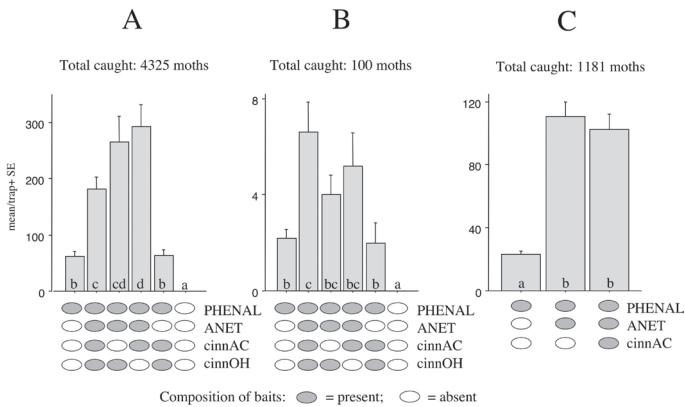 A B C
Total caught: 4325 moths Total caught: 100 moths Total caught: 1181 moths
mean/trap+ SE
300
200
100
0
b c cd d b a
8
4
0
b c bc bc b a
120
80
40
0
a b b
PHENAL PHENAL PHENAL
ANET ANET ANET
cinnAC cinnAC cinnAC
cinnOH cinnOH
Composition of baits: = present; = absent